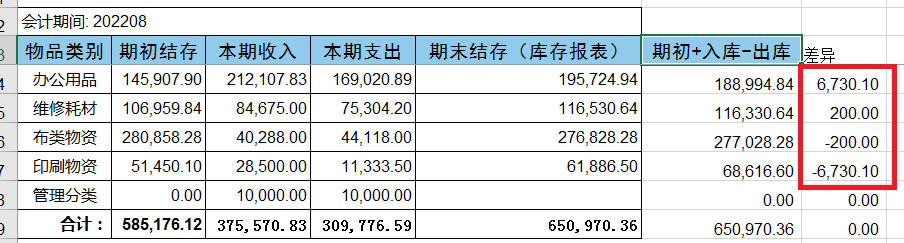 2 会计期间: 202208
3 物品类别 期初结存 本期收入 本期支出 期末结存（库存报表） 期初+入库-出库 差异
4 办公用品 145,907.90 212,107.83 169,020.89 195,724.94 188,994.84 6,730.10
5 维修耗材 106,959.84 84,675.00 75,304.20 116,530.64 116,330.64 200.00
6 布类物资 280,858.28 40,288.00 44,118.00 276,828.28 277,028.28 -200.00
7 印刷物资 51,450.10 28,500.00 11,333.50 61,886.50 68,616.60 -6,730.10
8 管理分类 0.00 10,000.00 10,000.00 0.00 0.00
9 合计： 585,176.12 375,570.83 309,776.59 650,970.36 650,970.36 0.00